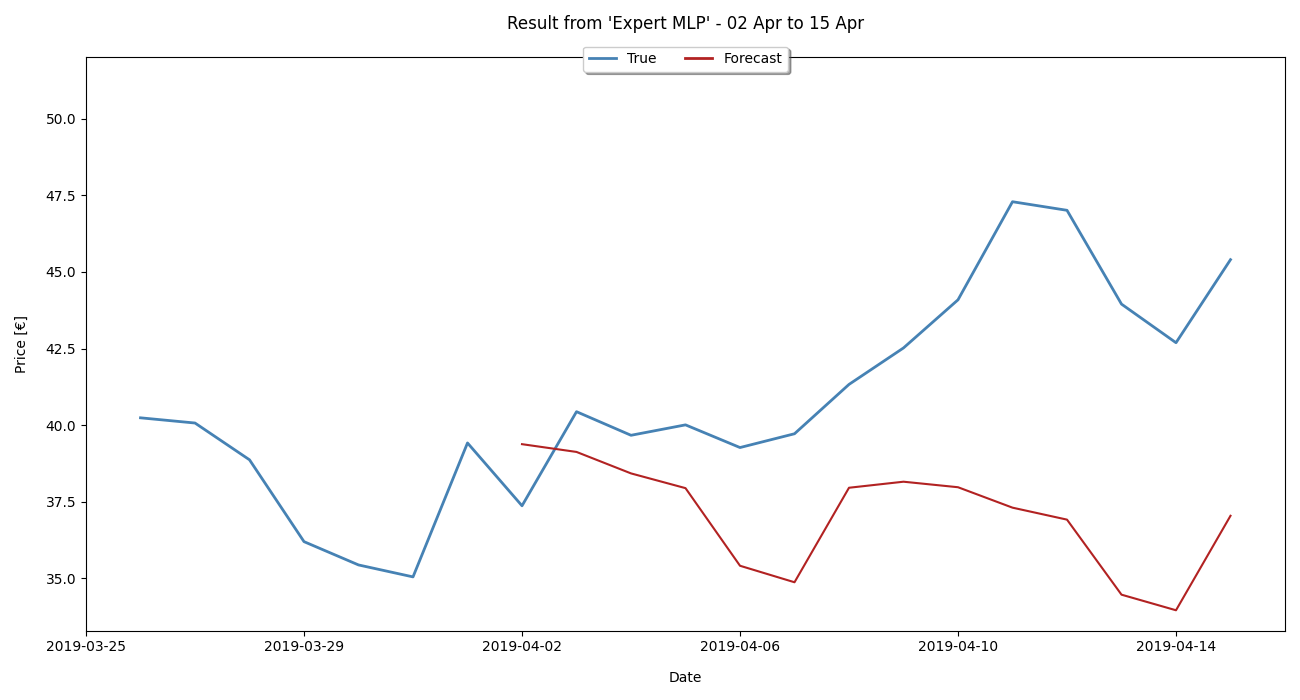 Result from 'Expert MLP' - 02 Apr to 15 Apr
True Forecast
50.0
47.5
45.0
42.5
40.0
37.5
35.0
Price [€]
2019-03-25 2019-03-29 2019-04-02 2019-04-06 2019-04-10 2019-04-14
Date